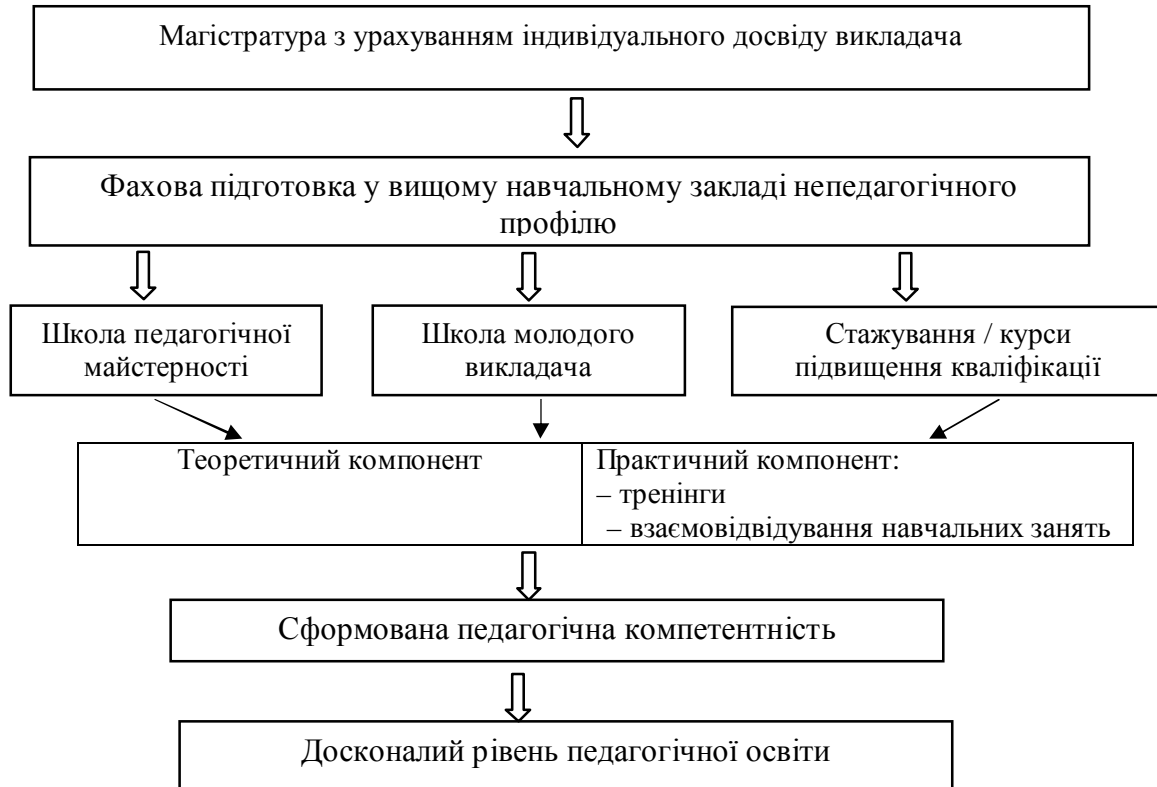 Магістратура з урахуванням індивідуального досвіду викладача
Фахова підготовка у вищому навчальному закладі непедагогічного
профілю
Школа педагогічної
майстерності
Школа молодого
викладача
Стажування / курси
підвищення кваліфікації
Теоретичний компонент
Практичний компонент:
– тренінги
– взаємовідвідування навчальних занять
Сформована педагогічна компетентність
Досконалий рівень педагогічної освіти